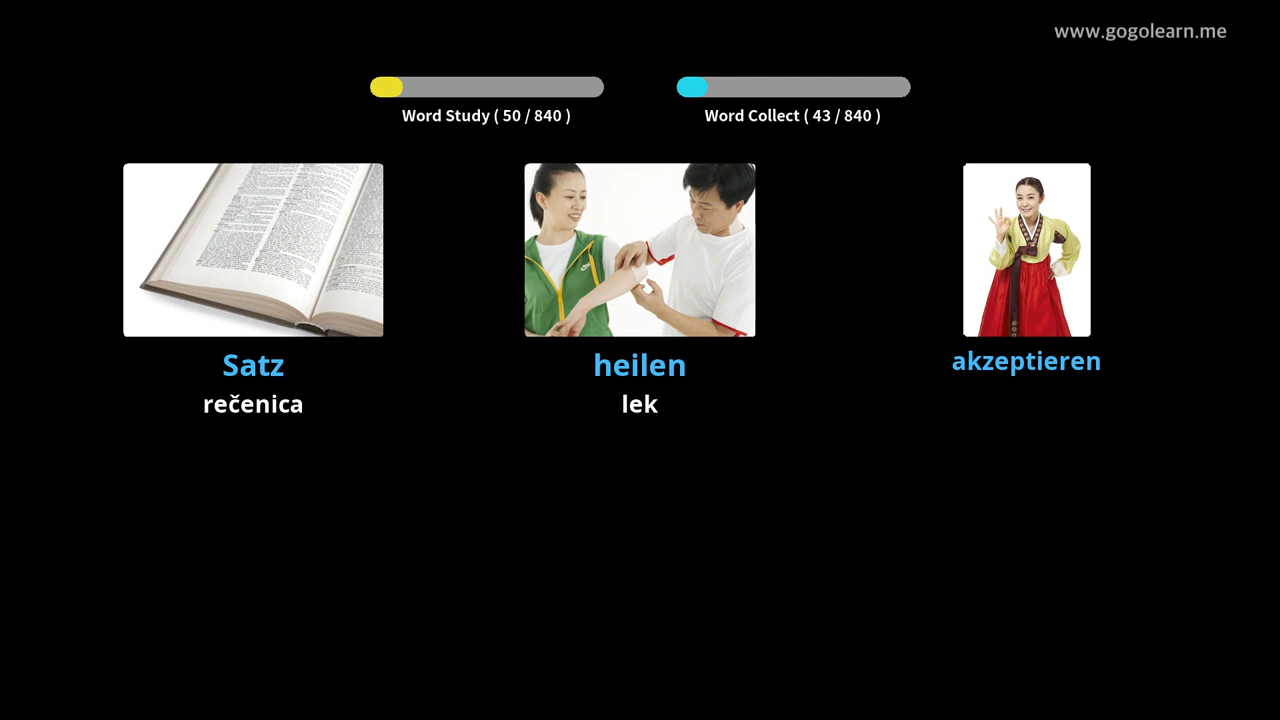 www.gogolearn.me
Word Study ( 50 / 840 )
Word Collect ( 43 / 840 )
Satz
heilen
akzeptieren
rečenica
lek